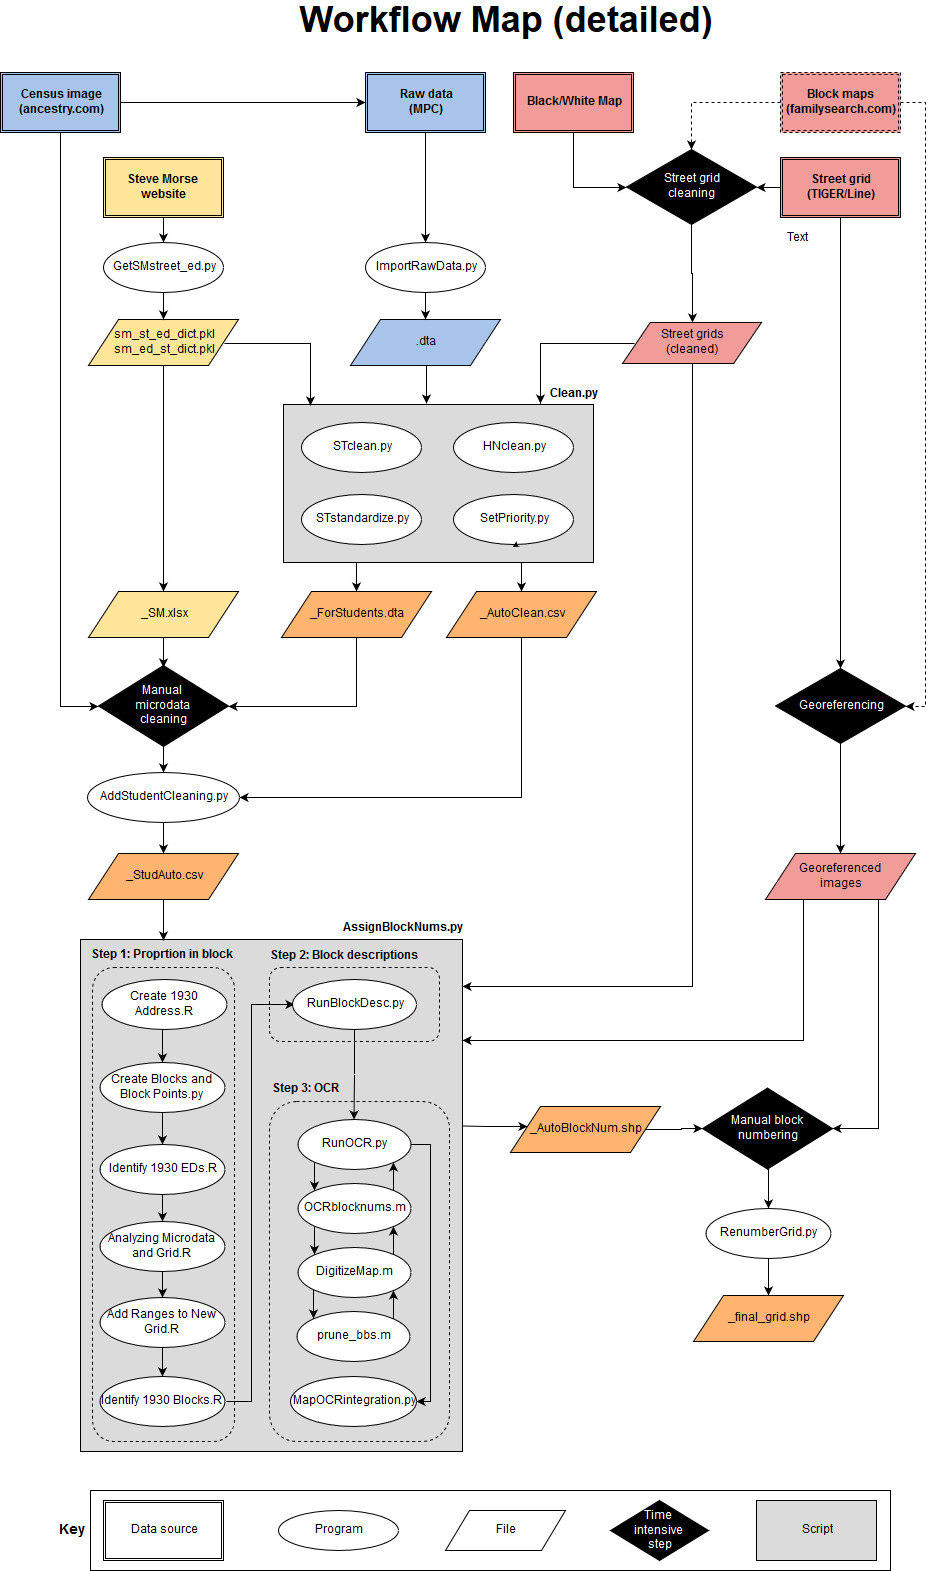 Workflow Map (detailed)
Census image
(ancestry.com)
Raw data
(MPC)
Black/White Map
Block maps
(familysearch.com)
Steve Morse
website
Street grid
cleaning
Street grid
(TIGER/Line)
Text
GetSMstreet_ed.py
ImportRawData.py
sm_st_ed_dict.pkl
sm_ed_st_dict.pkl
.dta
Street grids
(cleaned)
Clean.py
STclean.py
HNclean.py
STstandardize.py
SetPriority.py
_SM.xlsx
_ForStudents.dta
_AutoClean.csv
Manual
microdata
cleaning
Georeferencing
AddStudentCleaning.py
_StudAuto.csv
Georeferenced
images
AssignBlockNums.py
Step 1: Proprtion in block
Step 2: Block descriptions
Create 1930
Address.R
RunBlockDesc.py
Create Blocks and
Block Points.py
Step 3: OCR
_AutoBlockNum.shp
Manual block
numbering
RunOCR.py
Identify 1930 EDs.R
OCRblocknums.m
Analyzing Microdata
and Grid.R
RenumberGrid.py
DigitizeMap.m
Add Ranges to New
Grid.R
_final_grid.shp
prune_bbs.m
Identify 1930 Blocks.R
MapOCRintegration.py
Key
Data source
Program
File
Time
intensive
step
Script